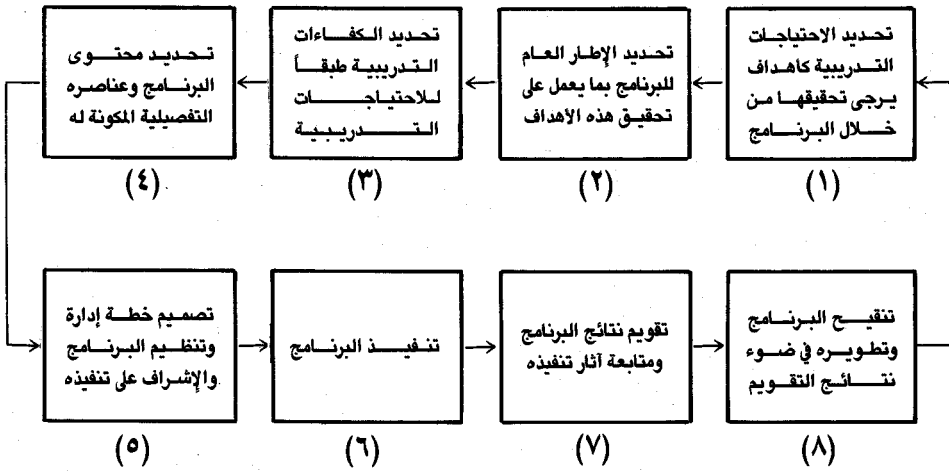 تحديد الاحتياجات
التدريبية كأهداف
يرجى تحقيقها من
خلال البرنامج
(١)
تحديد الإطار العام
للبرنامج بما يعمل على
تحقيق هذه الأهداف
(٢)
تحديد الكفاءات
التدريبية طبقاً
للاحتياجات
التدريبية
(٣)
تحديد محتوى
البرنامج وعناصره
التفصيلية المكونة له
(٤)
تصميم خطة إدارة
وتنظيم البرنامج
والإشراف على تنفيذه
(٥)
تنفيذ البرنامج
(٦)
تقويم نتائج البرنامج
ومتابعة آثار تنفيذه
(٧)
تنقيح البرنامج
وتطويره في ضوء
نتائج التقويم
(٨)